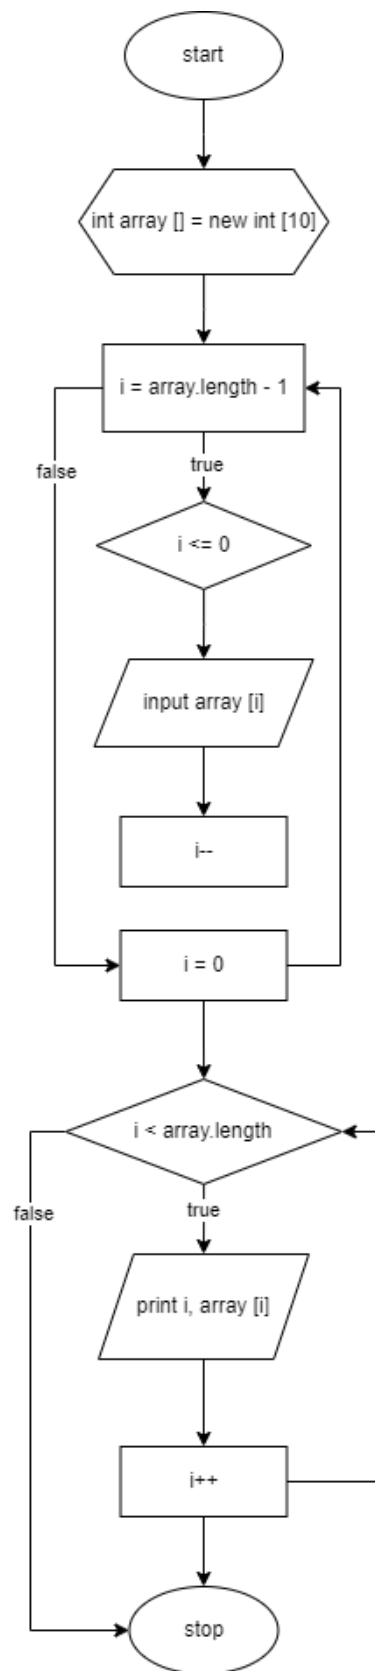 start
int array [] = new int [10]
i = array.length - 1
false
true
i <= 0
input array [i]
i--
i = 0
i < array.length
false
true
print i, array [i]
i++
stop